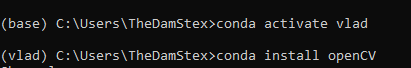 (base) C:\Users\TheDamStex>conda activate vlad
(vlad) C:\Users\TheDamStex>conda install openCV